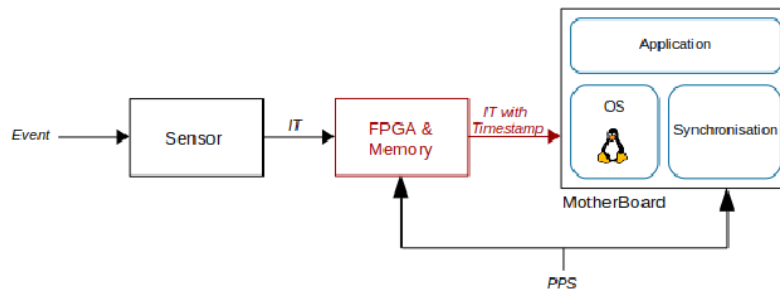 Event
Sensor
IT
FPGA &
Memory
IT with
Timestamp
Application
OS
Synchronisation
MotherBoard
PPS